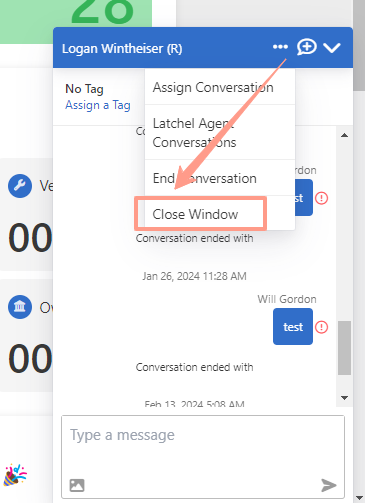 28
Logan Wintheiser (R)
No Tag
Assign a Tag
Assign Conversation
Co
Latchel Agent
Conversations
Ve
Gordon
End Conversation
st
00
Close Window
Conversation ended with
Jan 26, 2024 11:28 AM
Will Gordon
Ov
test
00
Conversation ended with
Feb 13, 2024 5:08 AM
Type a message